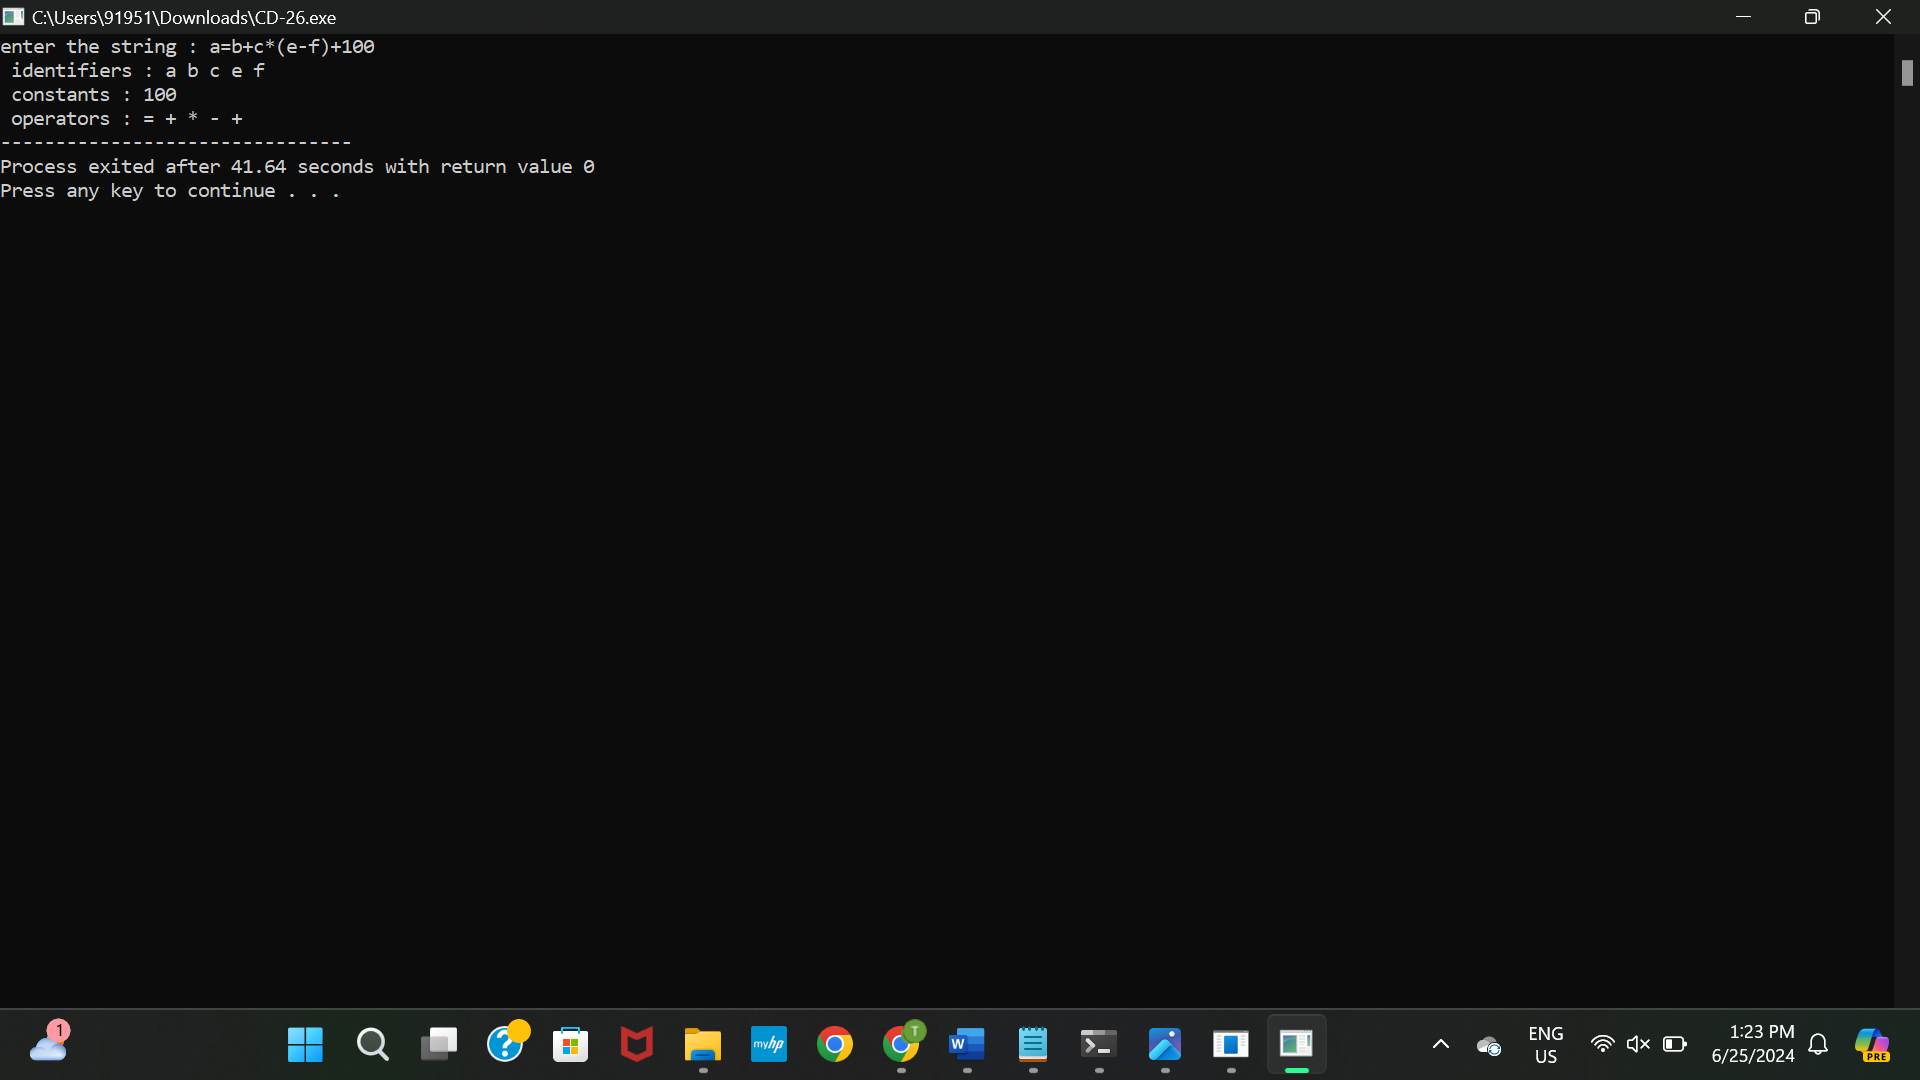 C:\Users\91951\Downloads\CD-26.exe
enter the string : a=b+c*(e-f)+100
 identifiers : a b c e f
 constants : 100
 operators : = + * - +
--------------------------------
Process exited after 41.64 seconds with return value 0
Press any key to continue . . .
1
?
myhp
T
W
ENG
US
1:23 PM
6/25/2024
PRE